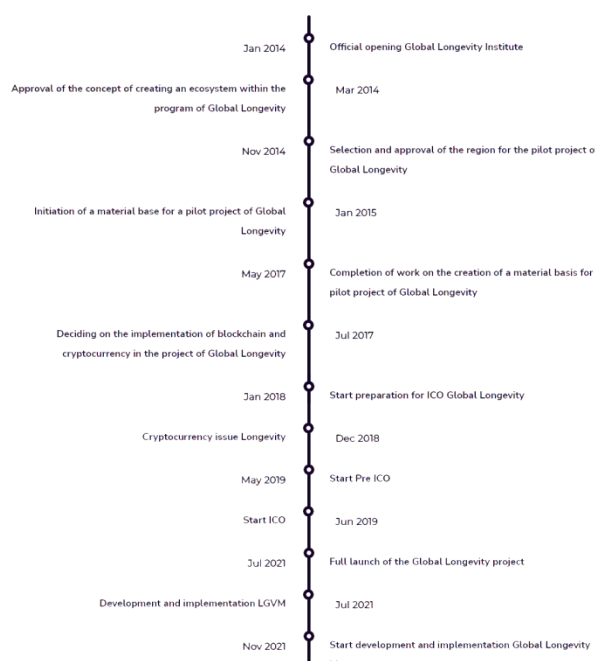 Jan 2014
Official opening Global Longevity Institute
Approval of the concept of creating an ecosystem within the
program of Global Longevity
Mar 2014
Nov 2014
Selection and approval of the region for the pilot project o
Global Longevity
Initiation of a material base for a pilot project of Global
Longevity
Jan 2015
May 2017
Completion of work on the creation of a material basis for
pilot project of Global Longevity
Deciding on the implementation of blockchain and
cryptocurrency in the project of Global Longevity
Jul 2017
Jan 2018
Start preparation for ICO Global Longevity
Cryptocurrency issue Longevity
Dec 2018
May 2019
Start Pre ICO
Start ICO
Jun 2019
Jul 2021
Full launch of the Global Longevity project
Development and implementation LGVM
Jul 2021
Nov 2021
Start development and implementation Global Longevity